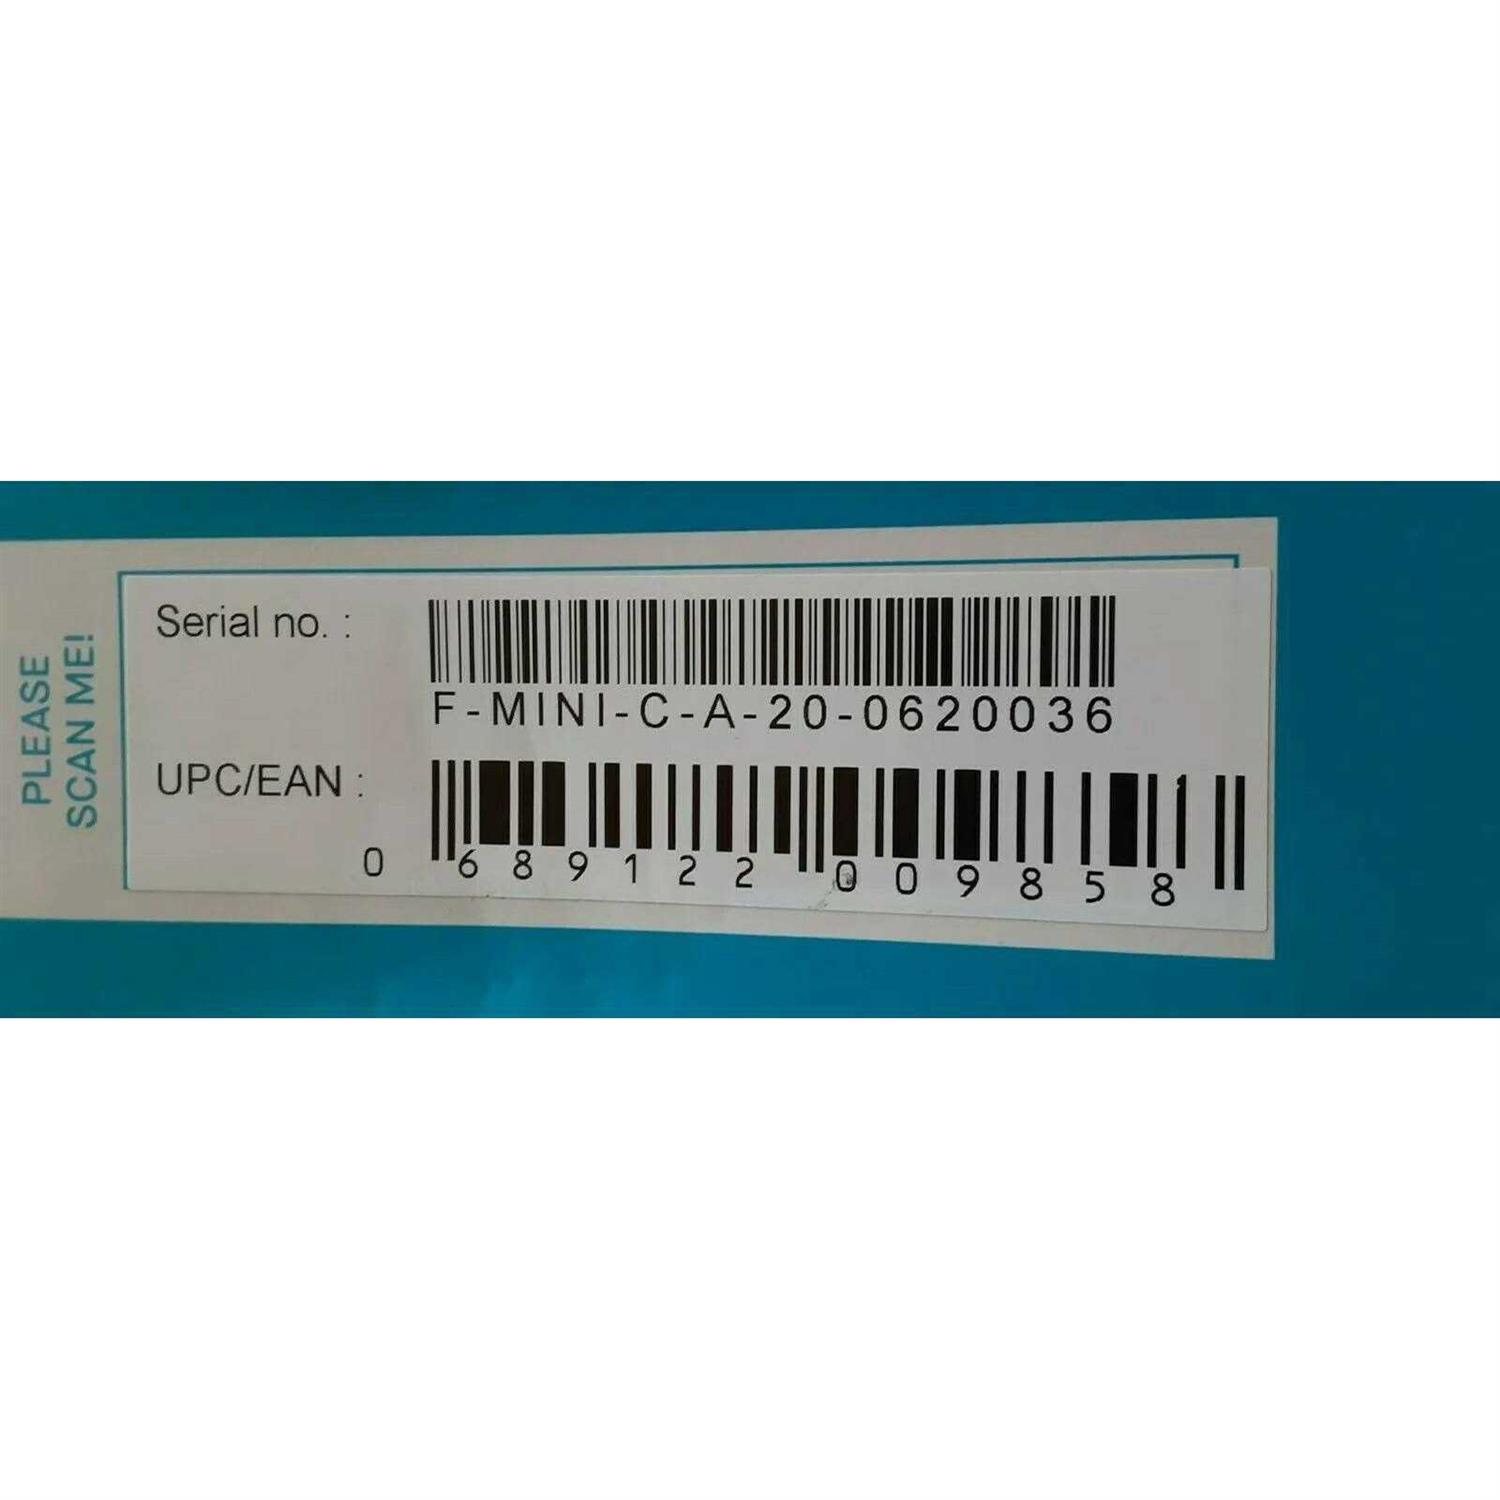 PLEASE
SCAN ME!
Serial no. :
F-MINI-C-A-20-0620036
UPC/EAN :
0 689122 009858